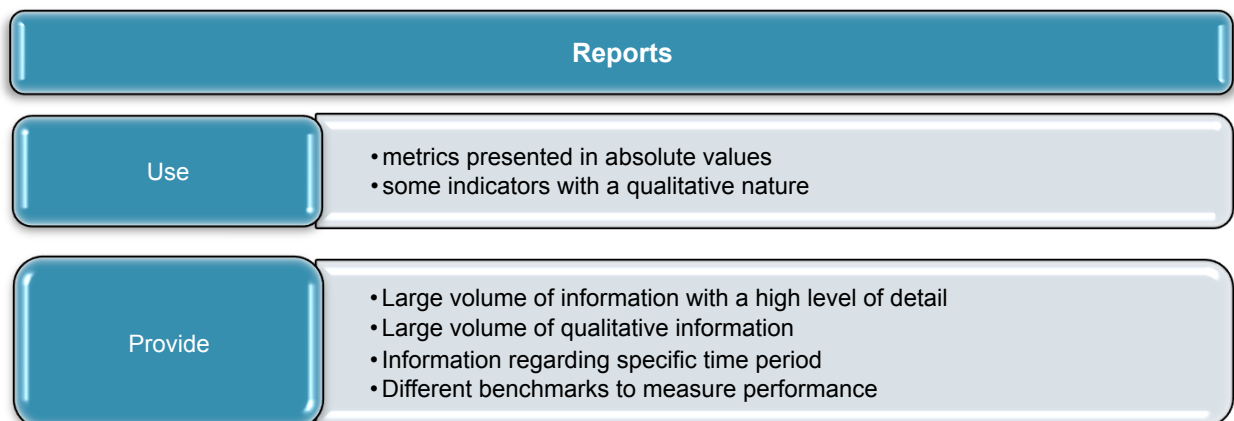 Reports
Use
•metrics presented in absolute values
•some indicators with a qualitative nature
Provide
•Large volume of information with a high level of detail
•Large volume of qualitative information
•Information regarding specific time period
•Different benchmarks to measure performance